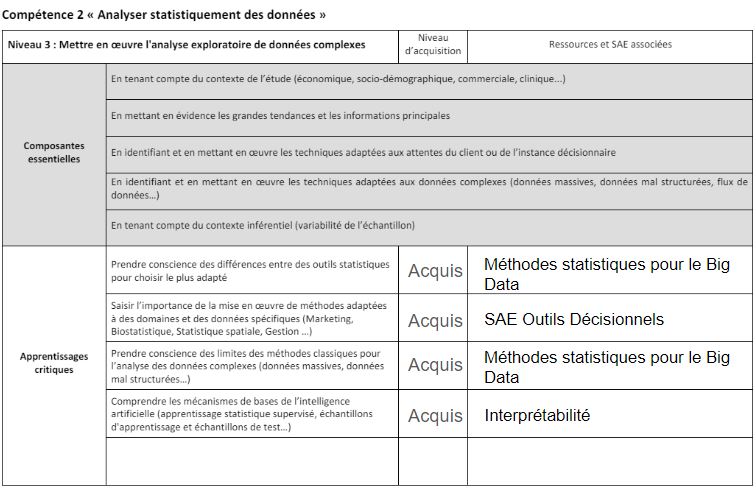 Compétence 2 « Analyser statistiquement des données »
Niveau 3 : Mettre en œuvre l'analyse exploratoire de données complexes
Niveau
d'acquisition
Ressources et SAE associées
Composantes
essentielles
En tenant compte du contexte de l'étude (économique, socio-démographique, commerciale, clinique...)
En mettant en évidence les grandes tendances et les informations principales
En identifiant et en mettant en œuvre les techniques adaptées aux attentes du client ou de l'instance décisionnaire
En identifiant et en mettant en œuvre les techniques adaptées aux données complexes (données massives, données mal structurées, flux de
données…)
En tenant compte du contexte inférentiel (variabilité de l'échantillon)
Apprentissages
critiques
Prendre conscience des différences entre des outils statistiques
pour choisir le plus adapté
Acquis
Méthodes statistiques pour le Big
Data
Saisir l'importance de la mise en œuvre de méthodes adaptées
à des domaines et des données spécifiques (Marketing,
Biostatistique, Statistique spatiale, Gestion …)
Acquis
SAE Outils Décisionnels
Prendre conscience des limites des méthodes classiques pour
l'analyse des données complexes (données massives, données
mal structurées…)
Acquis
Méthodes statistiques pour le Big
Data
Comprendre les mécanismes de bases de l'intelligence
artificielle (apprentissage statistique supervisé, échantillons
d'apprentissage et échantillons de test…)
Acquis
Interprétabilité